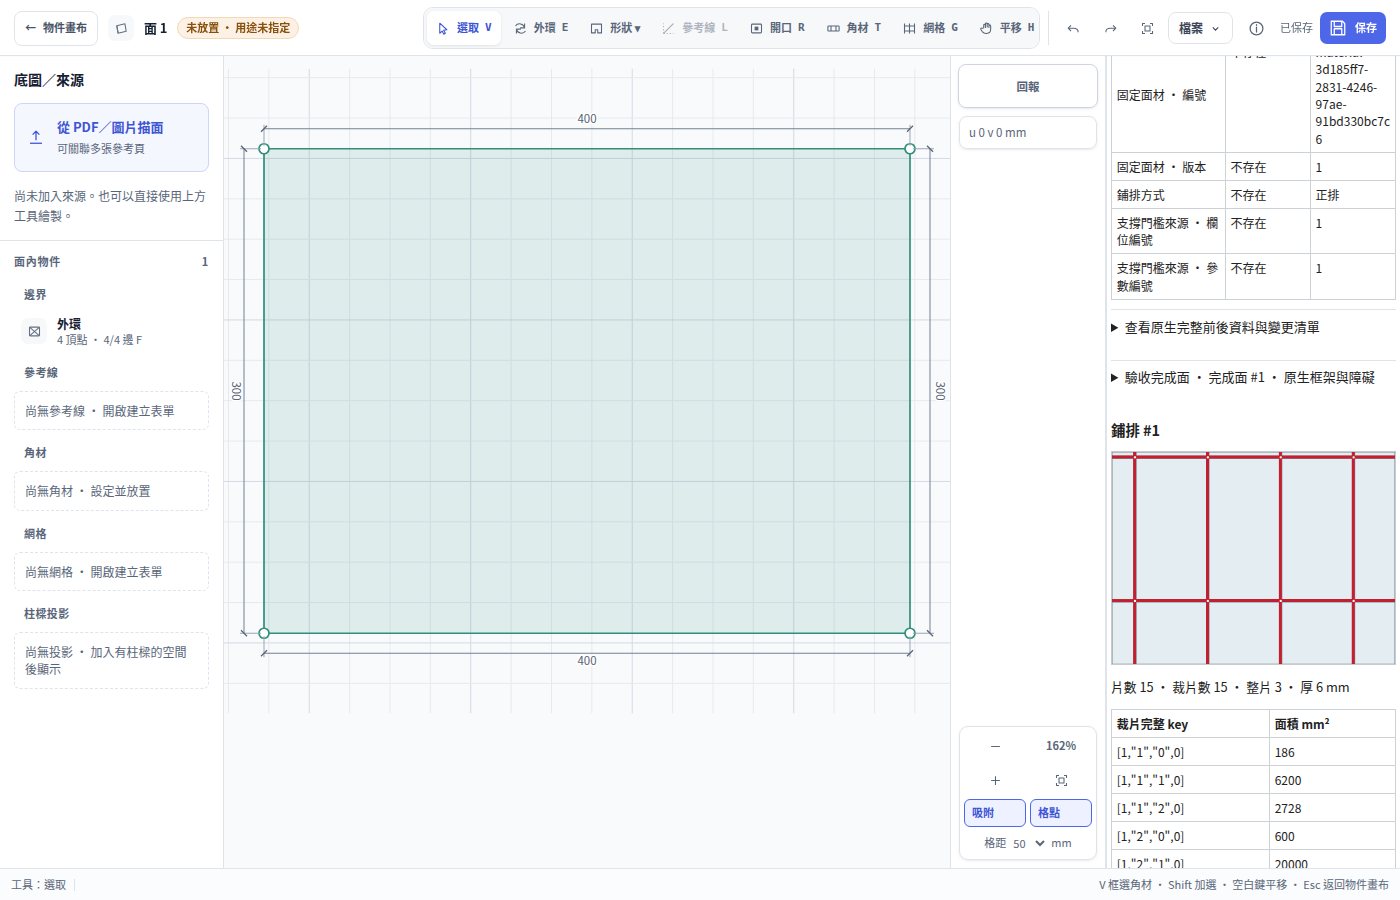 ← 物件畫布
面 1
未放置 · 用途未指定
選取 V
外環 E
形狀▾
參考線 L
開口 R
角材 T
網格 G
平移 H
檔案
已保存
保存
底圖／來源
從 PDF／圖片描面
可關聯多張參考頁
尚未加入來源。也可以直接使用上方
工具繪製。
面內物件 1
邊界
外環
4 頂點 · 4/4 邊 F
參考線
尚無參考線 · 開啟建立表單
角材
尚無角材 · 設定並放置
網格
尚無網格 · 開啟建立表單
柱樑投影
尚無投影 · 加入有柱樑的空間
後顯示
400
300
300
400
回報
u 0 v 0 mm
162%
吸附
格點
格距 50 mm
固定面材 · 編號
3d185ff7-
2831-4246-
97ae-
91bd330bc7c
6
固定面材 · 版本 不存在 1
鋪排方式 不存在 正排
支撐門檻來源 · 欄
位編號
不存在 1
支撐門檻來源 · 參
數編號
不存在 1
▶ 查看原生完整前後資料與變更清單
▶ 驗收完成面 · 完成面 #1 · 原生框架與障礙
鋪排 #1
片數 15 · 裁片數 15 · 整片 3 · 厚 6 mm
裁片完整 key 面積 mm²
[1,"1","0",0] 186
[1,"1","1",0] 6200
[1,"1","2",0] 2728
[1,"2","0",0] 600
[1,"2","1",0] 20000
工具：選取
V 框選角材 · Shift 加選 · 空白鍵平移 · Esc 返回物件畫布